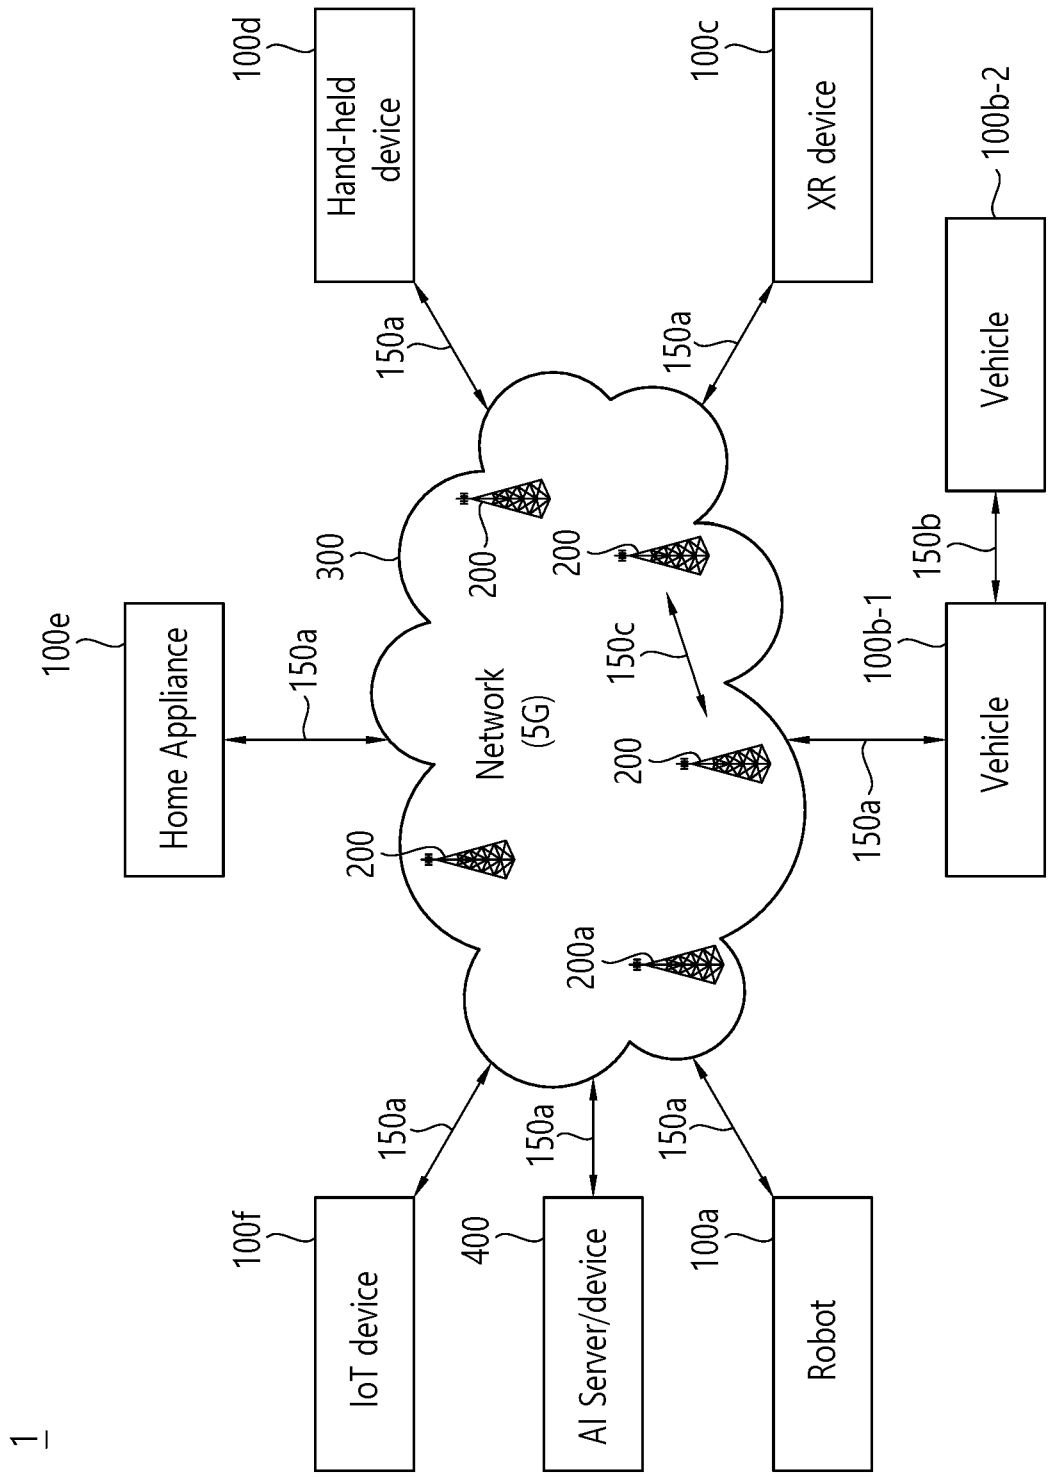 1
100e
Home Appliance
150a
100f
IoT device
150a
300
100d
Hand-held
device
150a
200
200
Network
(5G)
400
AI Server/device
150a
200a
200
150c
200
100a
Robot
150a
150a
100c
XR device
150a
100b-1
Vehicle
150b
100b-2
Vehicle